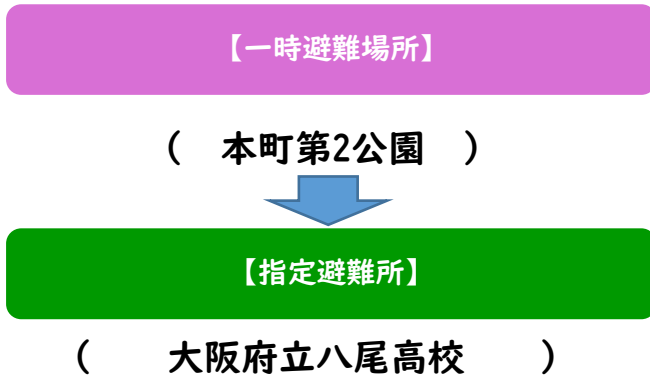 【一時避難場所】
（　本町第2公園　）
【指定避難所】
（　　大阪府立八尾高校　　）